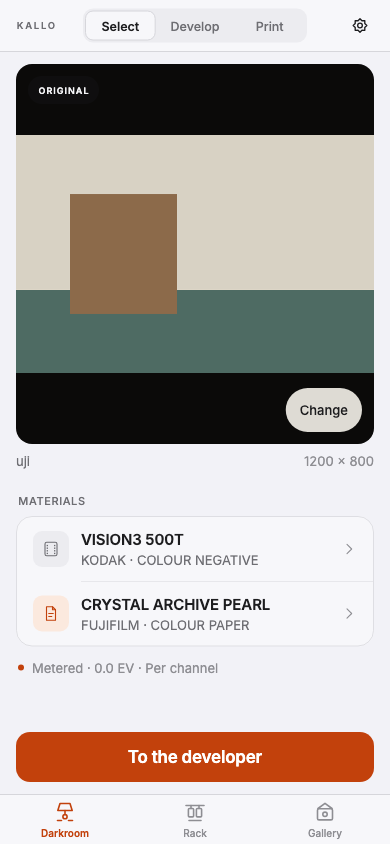 KALLO
Select
Develop
Print
ORIGINAL
Change
uji
1200 × 800
MATERIALS
VISION3 500T
KODAK · COLOUR NEGATIVE
CRYSTAL ARCHIVE PEARL
FUJIFILM · COLOUR PAPER
Metered · 0.0 EV · Per channel
To the developer
Darkroom
Rack
Gallery